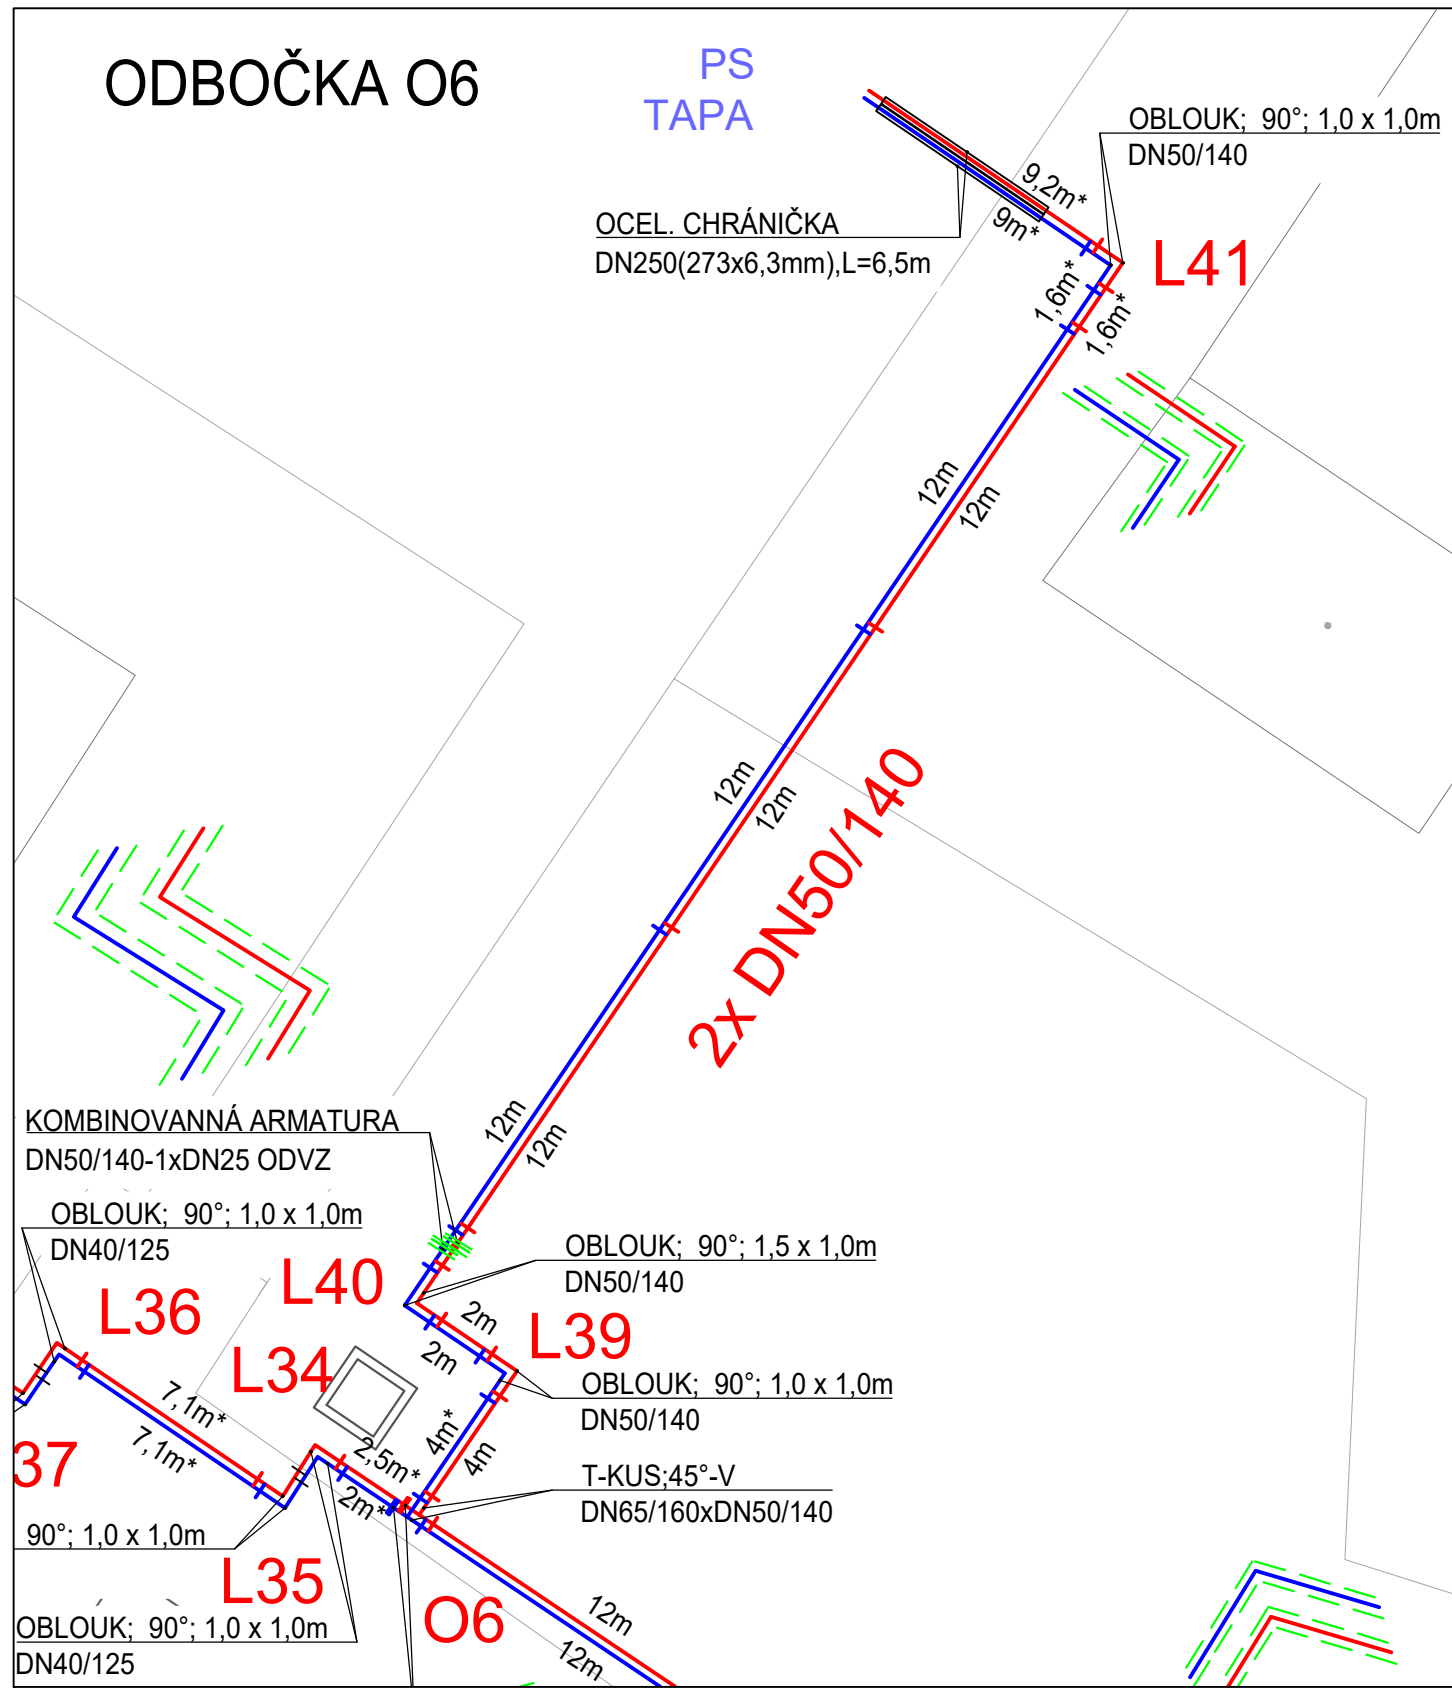 ODBOČKA O6
PS
TAPA
OBLOUK; 90°; 1,0 x 1,0m
DN50/140
9,2m*
9m*
OCEL. CHRÁNIČKA
DN250(273x6,3mm),L=6,5m
L41
1,6m*
1,6m*
12m
12m
12m
12m
2x DN50/140
12m
12m
KOMBINOVANNÁ ARMATURA
DN50/140-1xDN25 ODVZ
OBLOUK; 90°; 1,0 x 1,0m
DN40/125
OBLOUK; 90°; 1,5 x 1,0m
DN50/140
L40
L36
2m
2m
L39
L34
OBLOUK; 90°; 1,0 x 1,0m
DN50/140
7,1m*
7,1m*
4m*
4m
37
2,5m*
2m*
T-KUS;45°-V
DN65/160xDN50/140
90°; 1,0 x 1,0m
L35
O6
12m
12m
OBLOUK; 90°; 1,0 x 1,0m
DN40/125